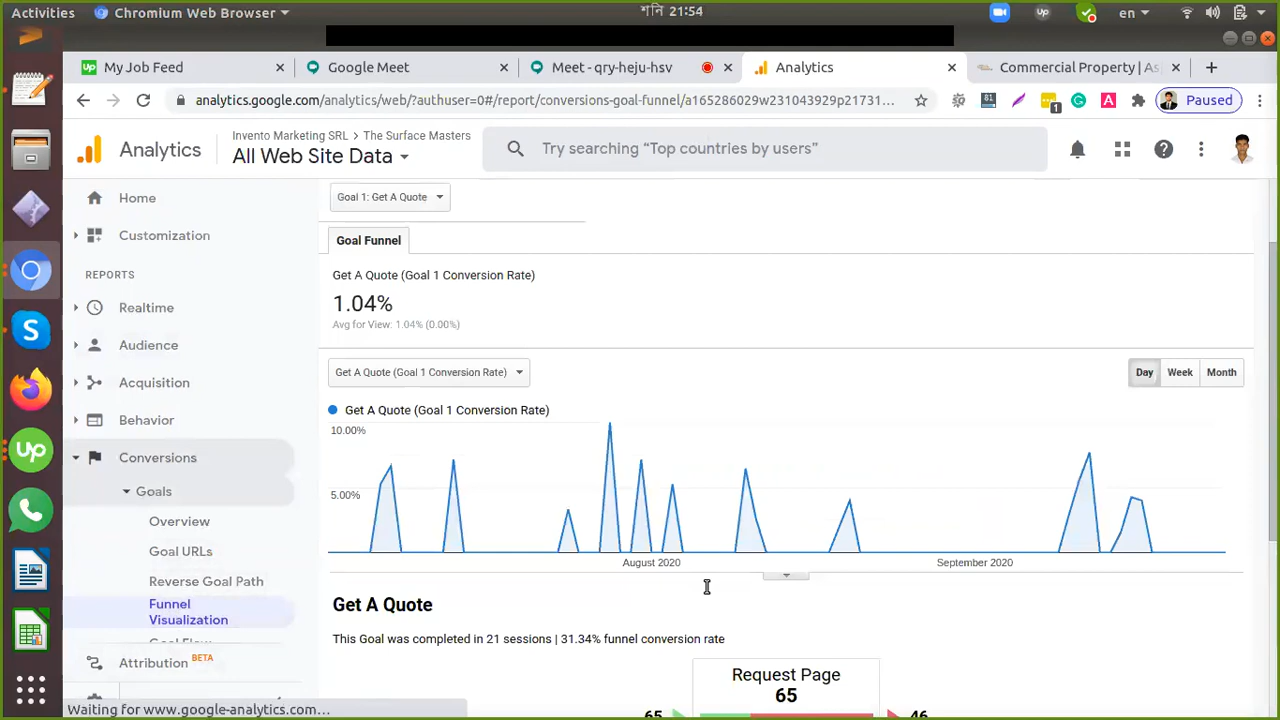 Activities
Chromium Web Browser
শনি 21:54
en
My Job Feed
Google Meet
Meet - qry-heju-hsv
Analytics
Commercial Property | As
analytics.google.com/analytics/web/?authuser=0#/report/conversions-goal-funnel/a165286029w231043929p21731...
Paused
Analytics
Invento Marketing SRL > The Surface Masters
All Web Site Data
Try searching “Top countries by users”
Home
Customization
REPORTS
Realtime
Audience
Acquisition
Behavior
Conversions
Goals
Overview
Goal URLs
Reverse Goal Path
Funnel
Visualization
Goal Flow
Attribution BETA
Waiting for www.google-analytics.com...
Goal 1: Get A Quote
Goal Funnel
Get A Quote (Goal 1 Conversion Rate)
1.04%
Avg for View: 1.04% (0.00%)
Get A Quote (Goal 1 Conversion Rate)
Day
Week
Month
Get A Quote (Goal 1 Conversion Rate)
10.00%
5.00%
August 2020
September 2020
Get A Quote
This Goal was completed in 21 sessions | 31.34% funnel conversion rate
Request Page
65
65
46